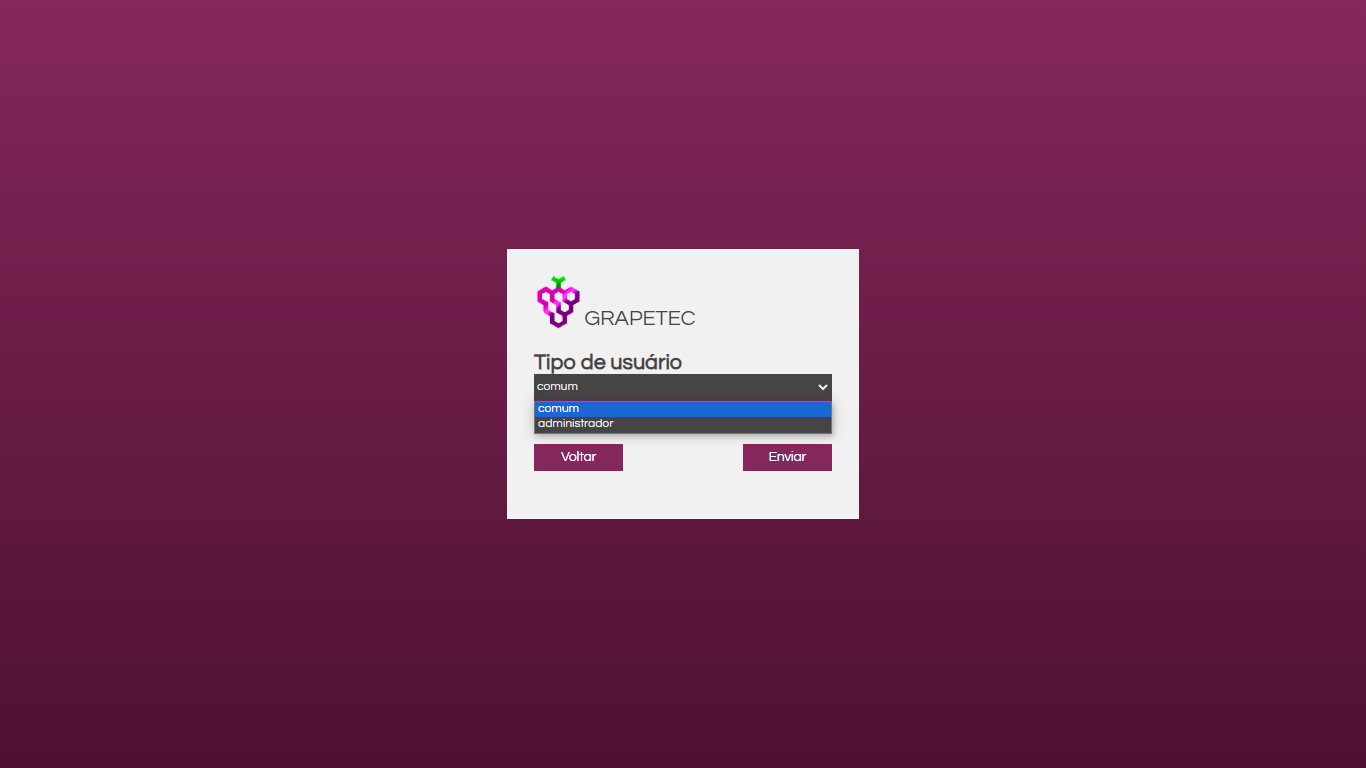 GRAPETEC
Tipo de usuário
comum
comum
administrador
Voltar Enviar